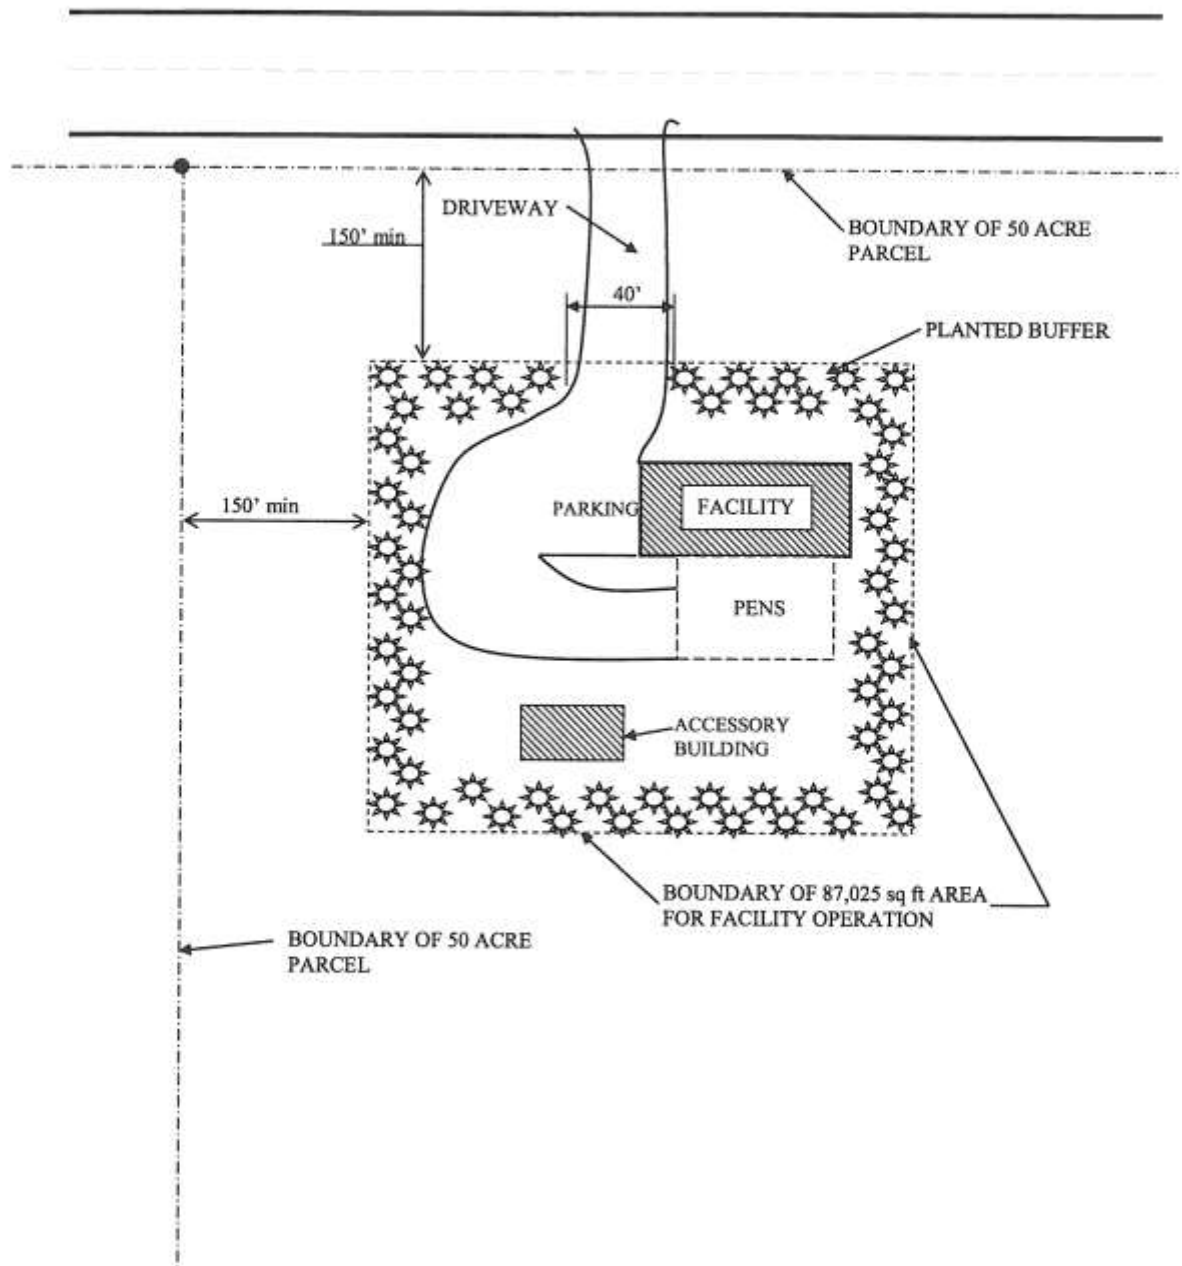 DRIVEWAY
150’ min
BOUNDARY OF 50 ACRE
PARCEL
40’
PLANTED BUFFER
150’ min
PARKING
FACILITY
PENS
ACCESSORY
BUILDING
BOUNDARY OF 87,025 sq ft AREA
FOR FACILITY OPERATION
BOUNDARY OF 50 ACRE
PARCEL